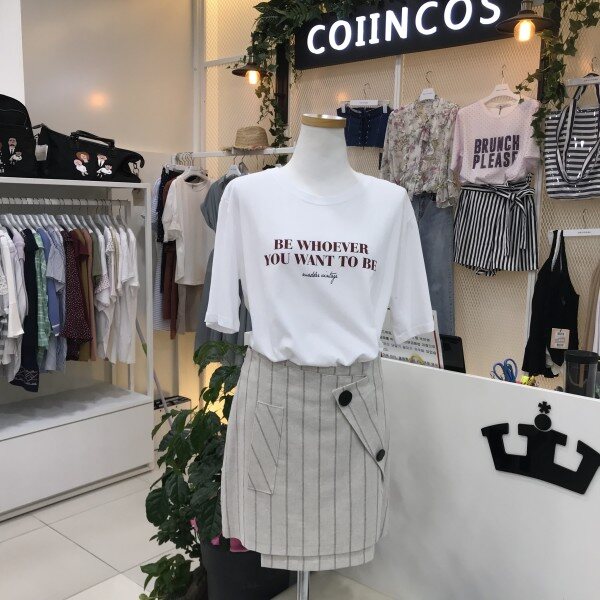 COIINCOS
BRUNCH
PLEASE
BE WHOEVER
YOU WANT TO BE